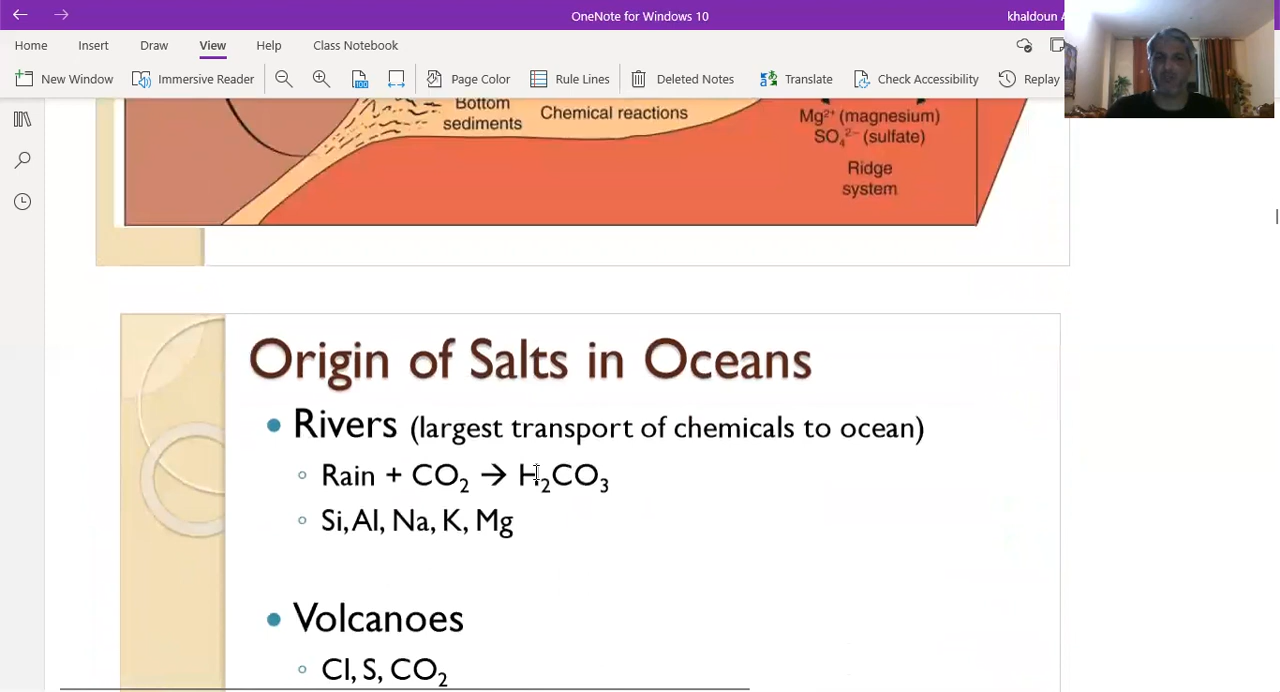 OneNote for Windows 10
khaldoun A
Home Insert Draw View Help Class Notebook
New Window Immersive Reader Page Color Rule Lines Deleted Notes Translate Check Accessibility Replay
Bottom
sediments
Chemical reactions
Mg²⁺ (magnesium)
SO₄²⁻ (sulfate)
Ridge
system
Origin of Salts in Oceans
• Rivers (largest transport of chemicals to ocean)
◦ Rain + CO₂ → H₂CO₃
◦ Si, Al, Na, K, Mg
• Volcanoes
◦ Cl, S, CO₂